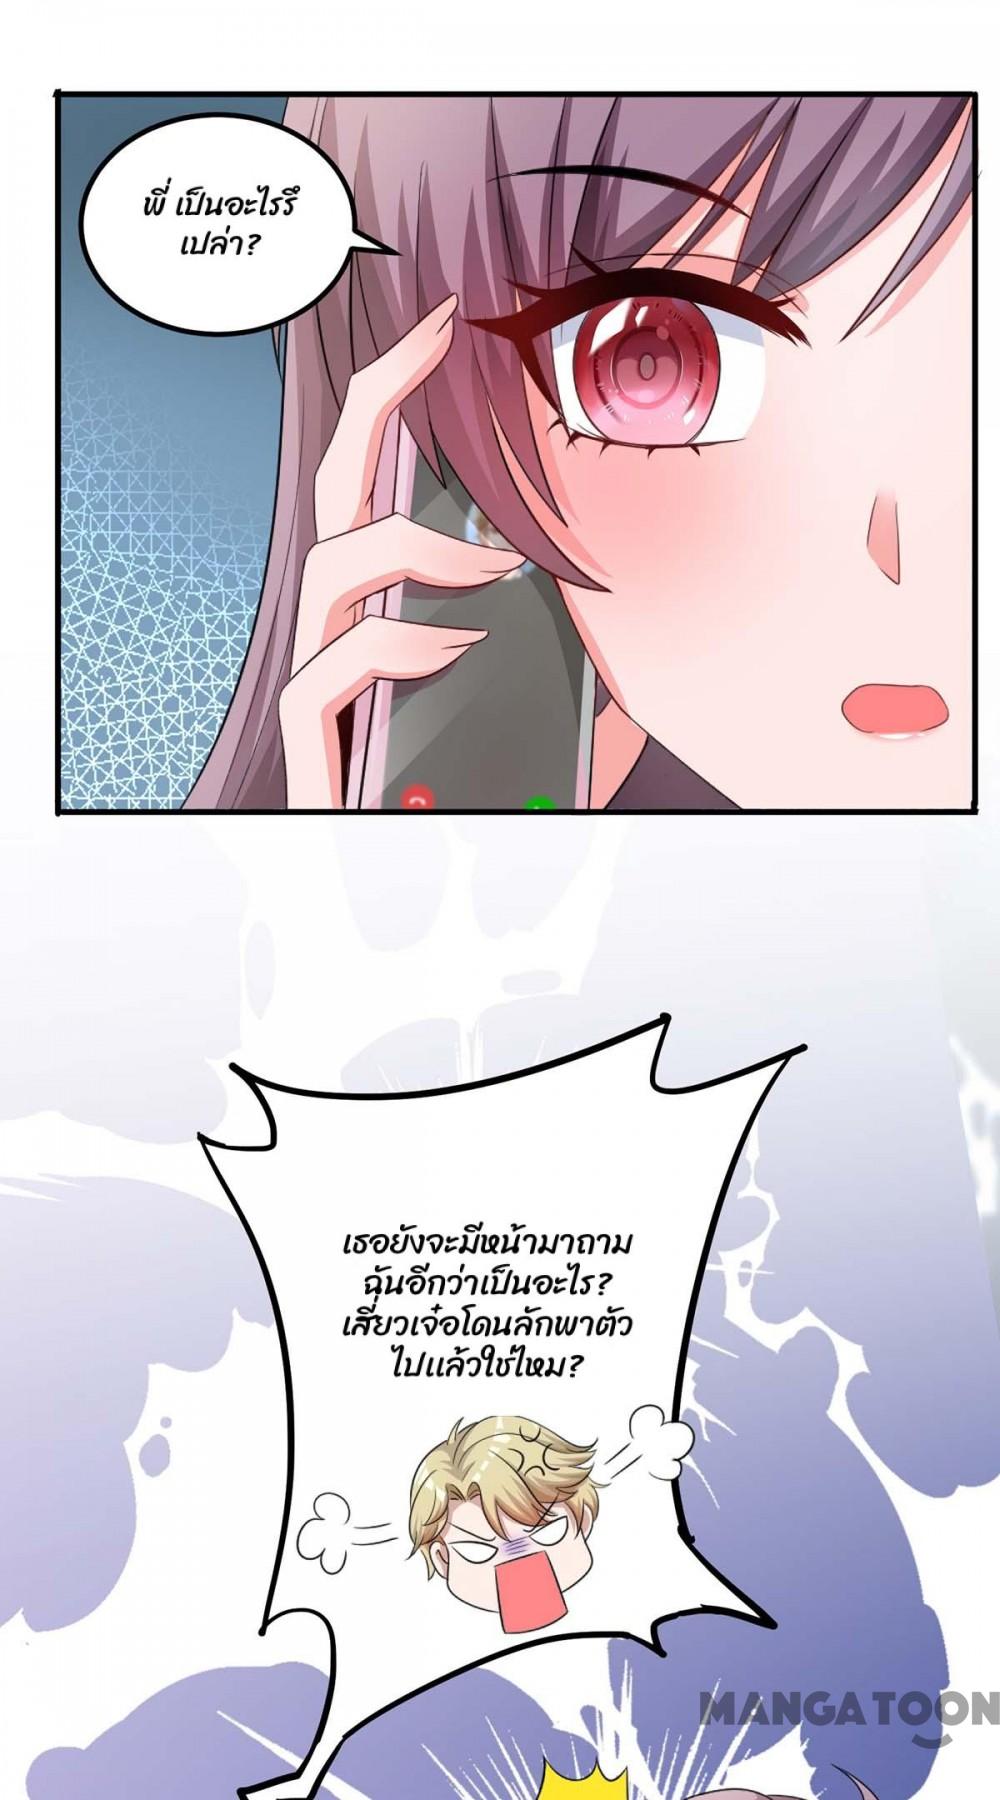 พี่ เป็นอะไรรึ
เปล่า?
เธอยังจะมีหน้ามาถาม
ฉันอีกว่าเป็นอะไร?
เสี่ยวเจ๋อโดนลักพาตัว
ไปแล้วใช่ไหม?
MANGATOON